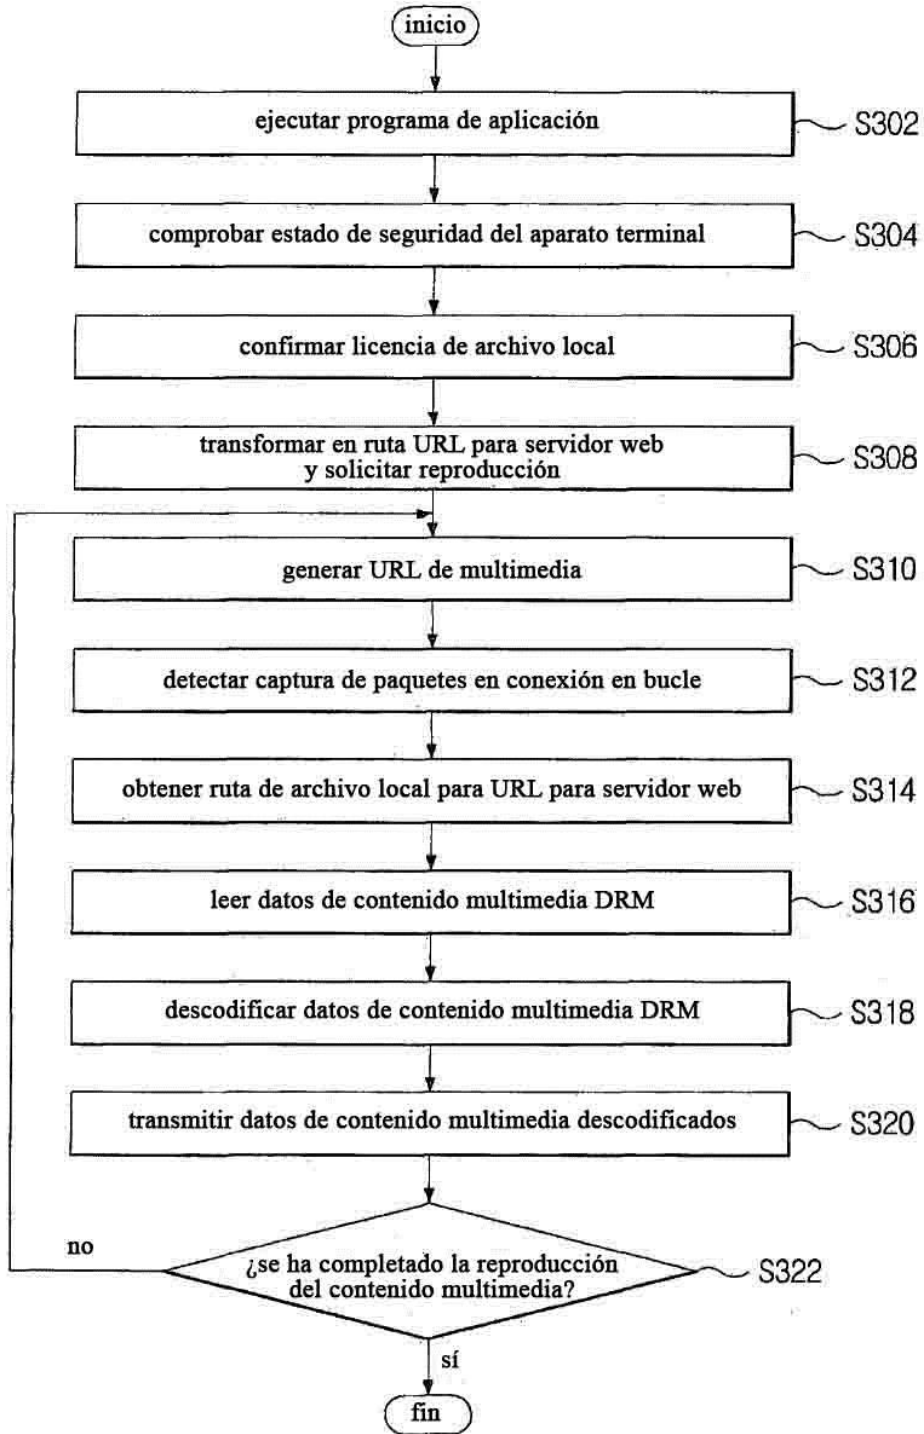 inicio
ejecutar programa de aplicación
S302
comprobar estado de seguridad del aparato terminal
S304
confirmar licencia de archivo local
S306
transformar en ruta URL para servidor web
y solicitar reproducción
S308
generar URL de multimedia
S310
detectar captura de paquetes en conexión en bucle
S312
obtener ruta de archivo local para URL para servidor web
S314
leer datos de contenido multimedia DRM
S316
descodificar datos de contenido multimedia DRM
S318
transmitir datos de contenido multimedia descodificados
S320
no
¿se ha completado la reproducción
del contenido multimedia?
S322
sí
fin